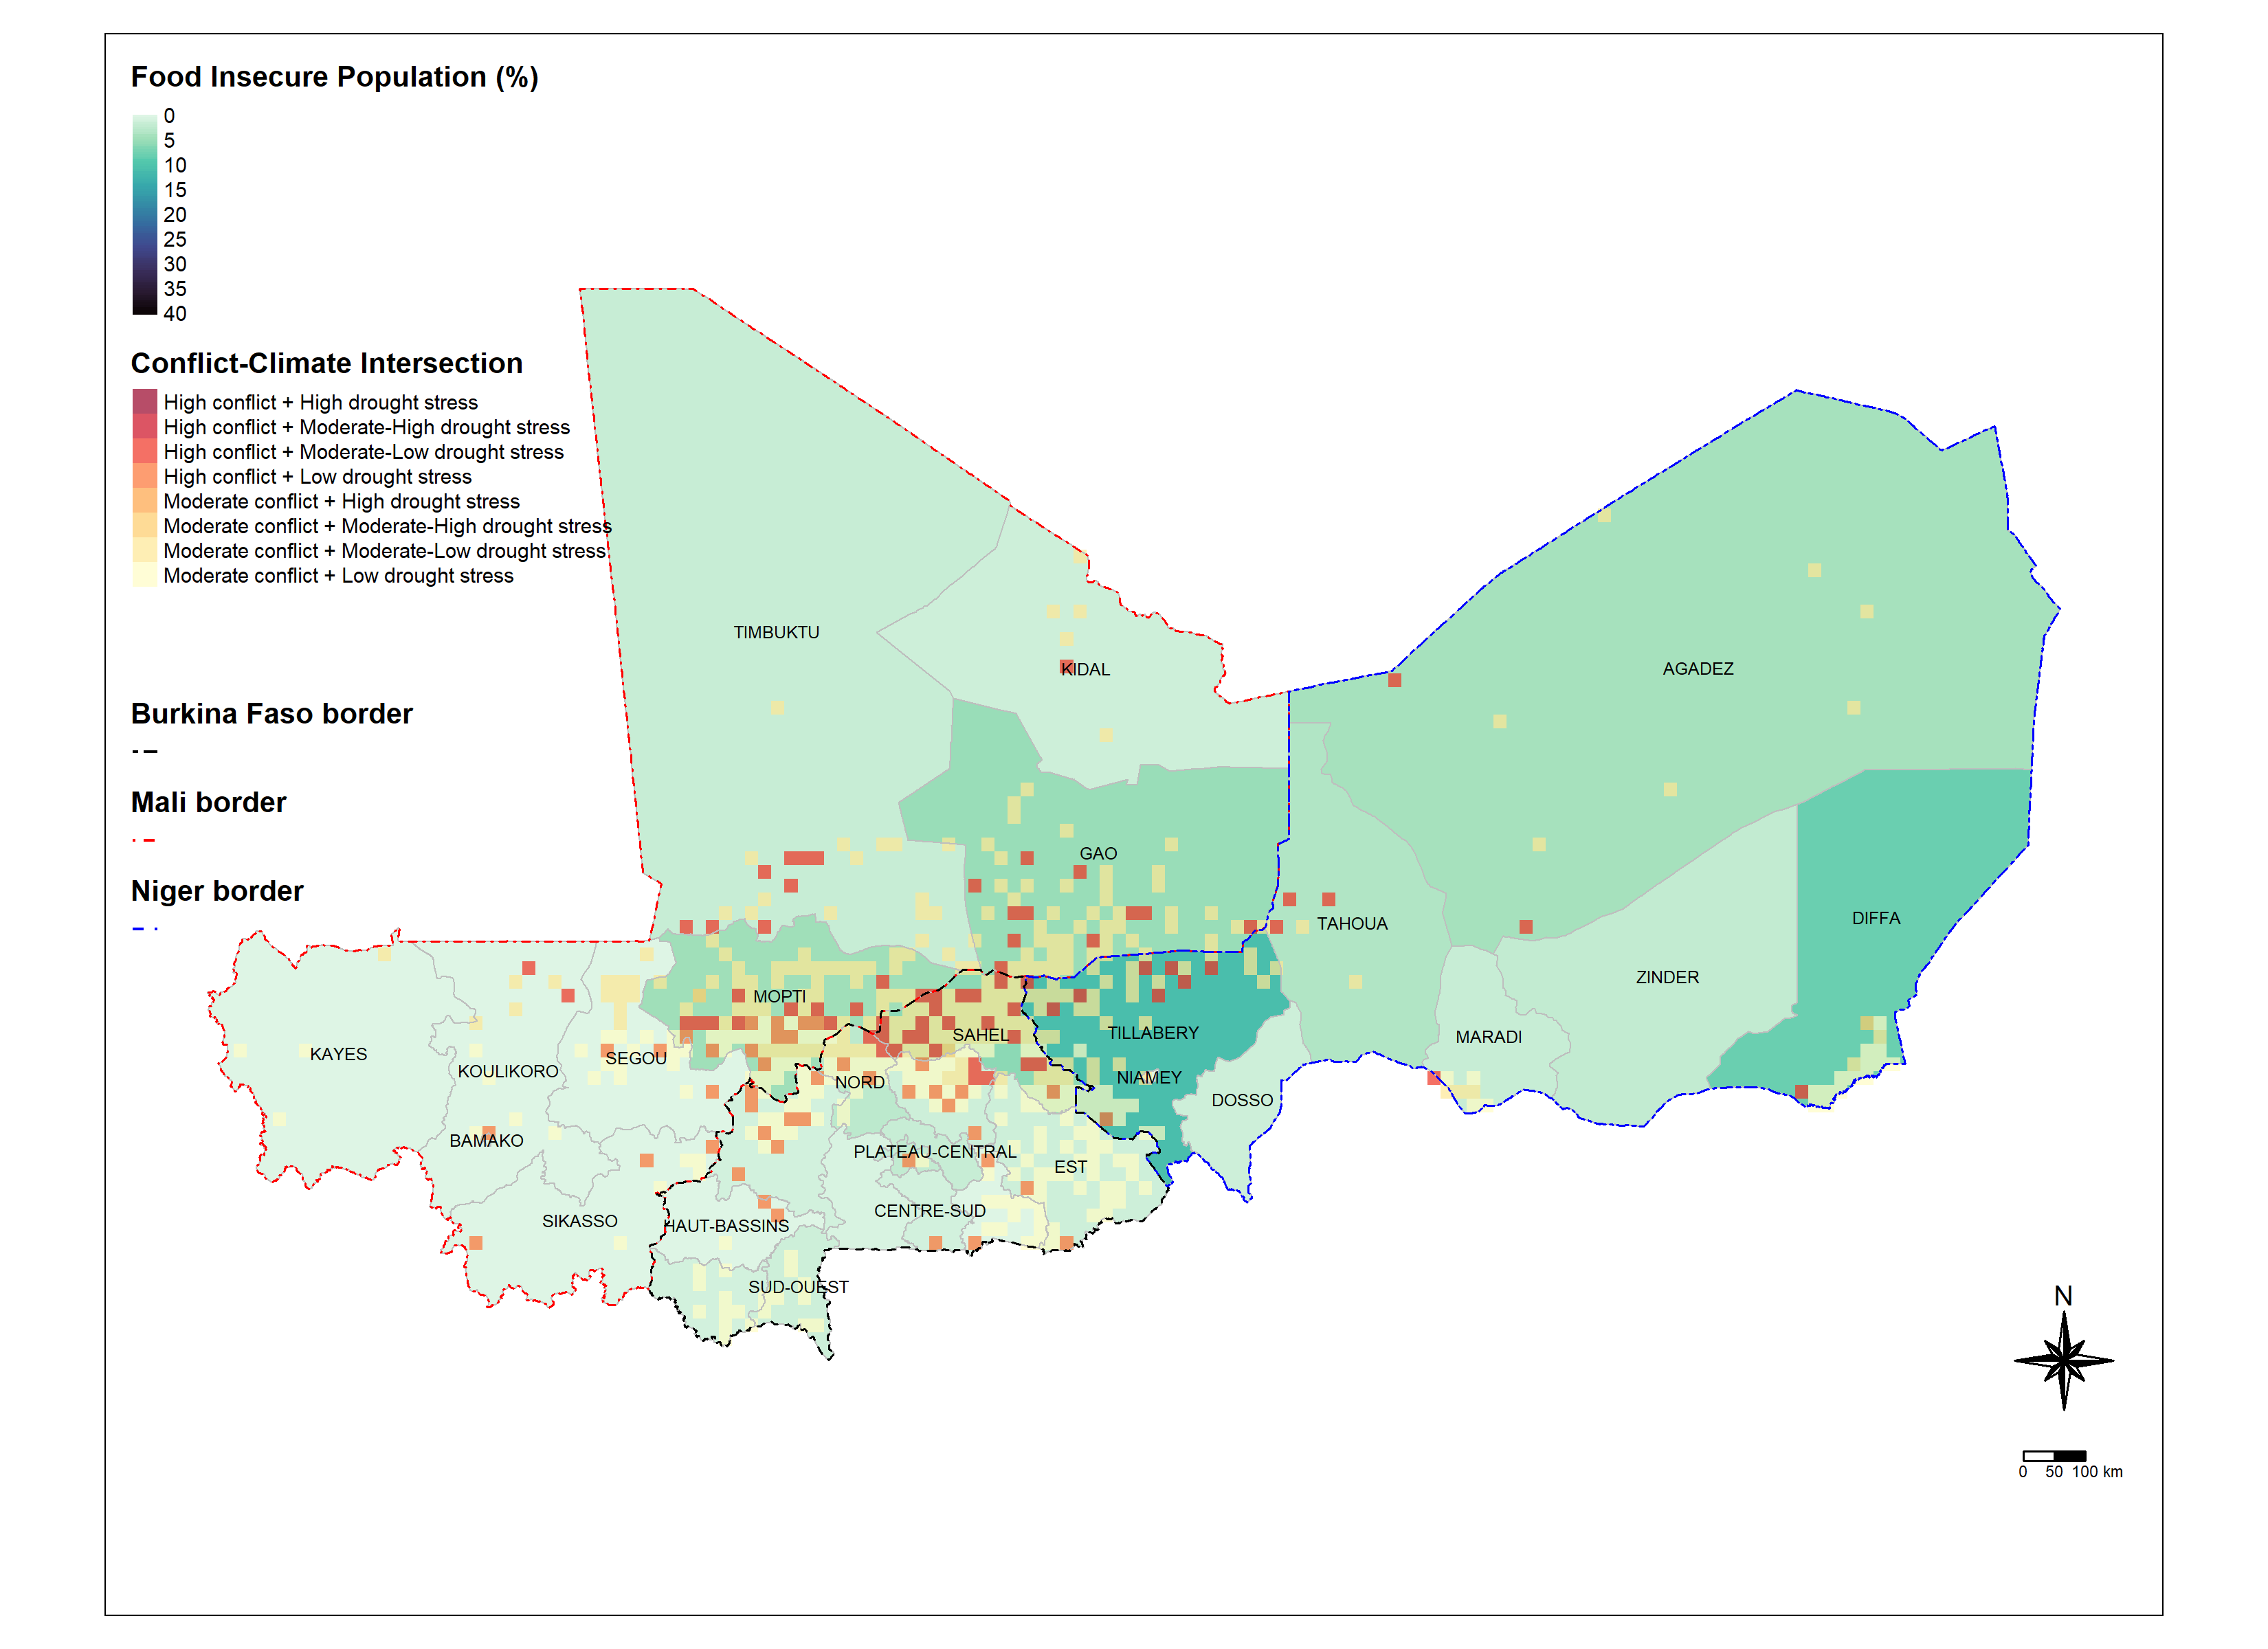 Food Insecure Population (%)
0
5
10
15
20
25
30
35
40
Conflict-Climate Intersection
High conflict + High drought stress
High conflict + Moderate-High drought stress
High conflict + Moderate-Low drought stress
High conflict + Low drought stress
Moderate conflict + High drought stress
Moderate conflict + Moderate-High drought stress
Moderate conflict + Moderate-Low drought stress
Moderate conflict + Low drought stress
Burkina Faso border
Mali border
Niger border
TIMBUKTU
KIDAL
AGADEZ
GAO
TAHOUA
DIFFA
ZINDER
MOPTI
SAHEL
TILLABERY
MARADI
KAYES
SEGOU
KOULIKORO
NORD
NIAMEY
DOSSO
BAMAKO
PLATEAU-CENTRAL
EST
SIKASSO
HAUT-BASSINS
CENTRE-SUD
SUD-OUEST
N
0 50 100 km